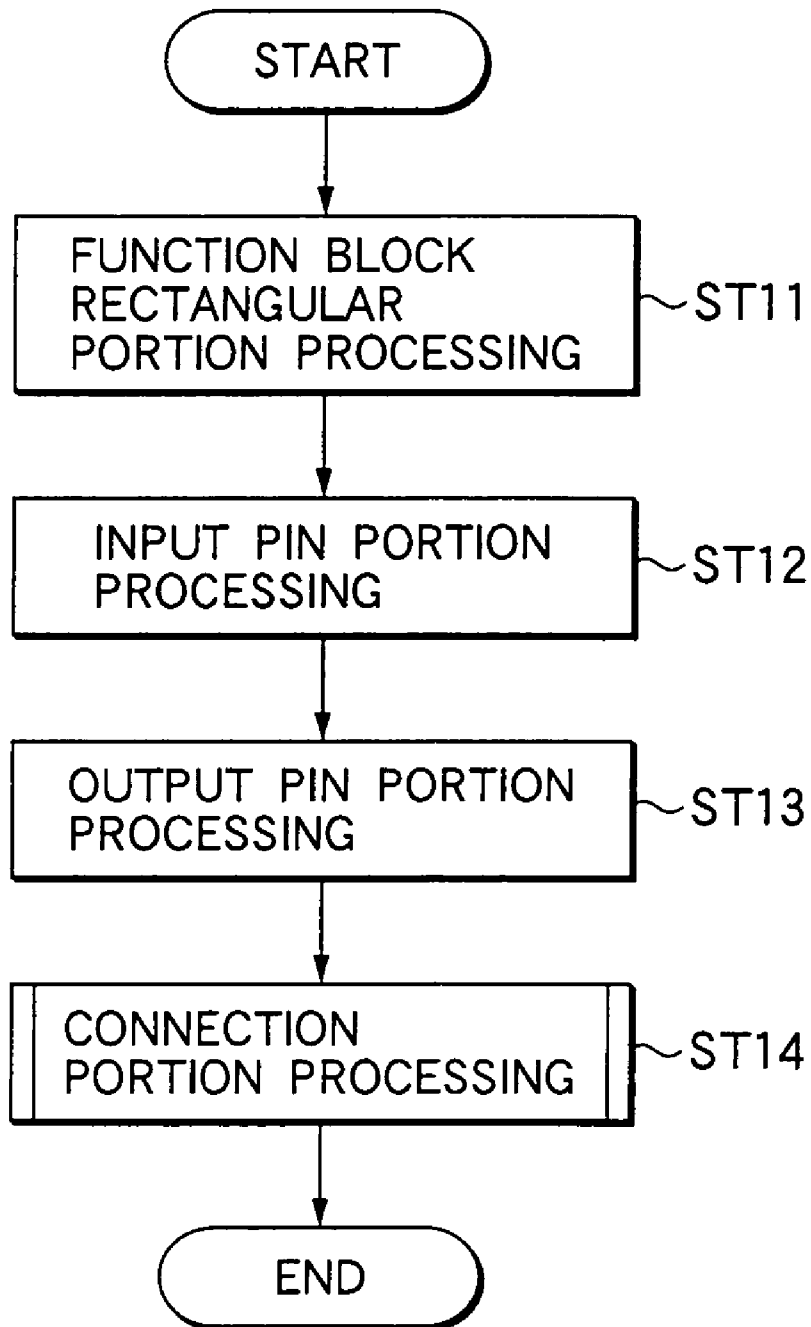 START
FUNCTION BLOCK
RECTANGULAR
PORTION PROCESSING
ST11
INPUT PIN PORTION
PROCESSING
ST12
OUTPUT PIN PORTION
PROCESSING
ST13
CONNECTION
PORTION PROCESSING
ST14
END